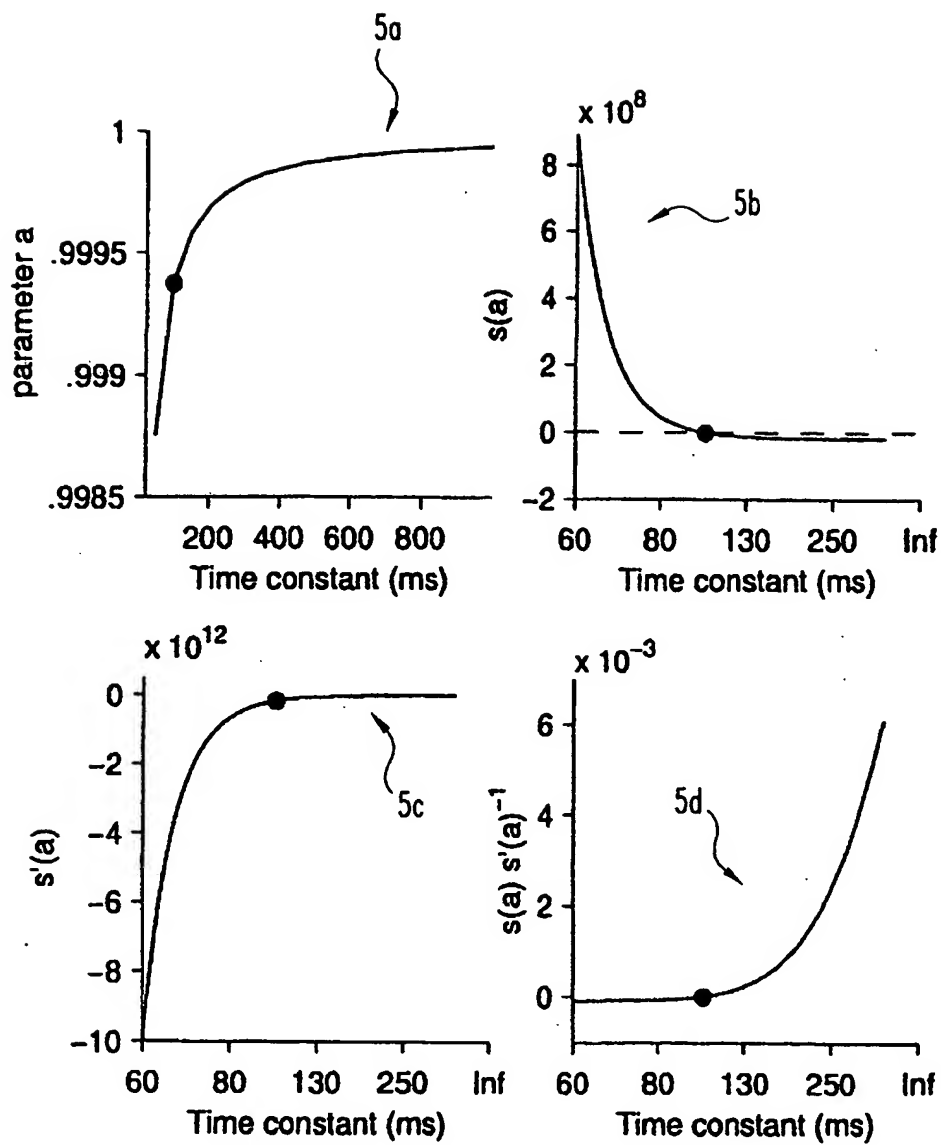 5a
1
.9995
.999
.9985
parameter a
200 400 600 800
Time constant (ms)
x 10^8
5b
8
6
4
2
0
-2
s(a)
60 80 130 250 Inf
Time constant (ms)
x 10^12
0
-2
-4
-6
-8
-10
s'(a)
5c
60 80 130 250 Inf
Time constant (ms)
x 10^-3
6
4
2
0
s(a) s'(a)^-1
5d
60 80 130 250 Inf
Time constant (ms)